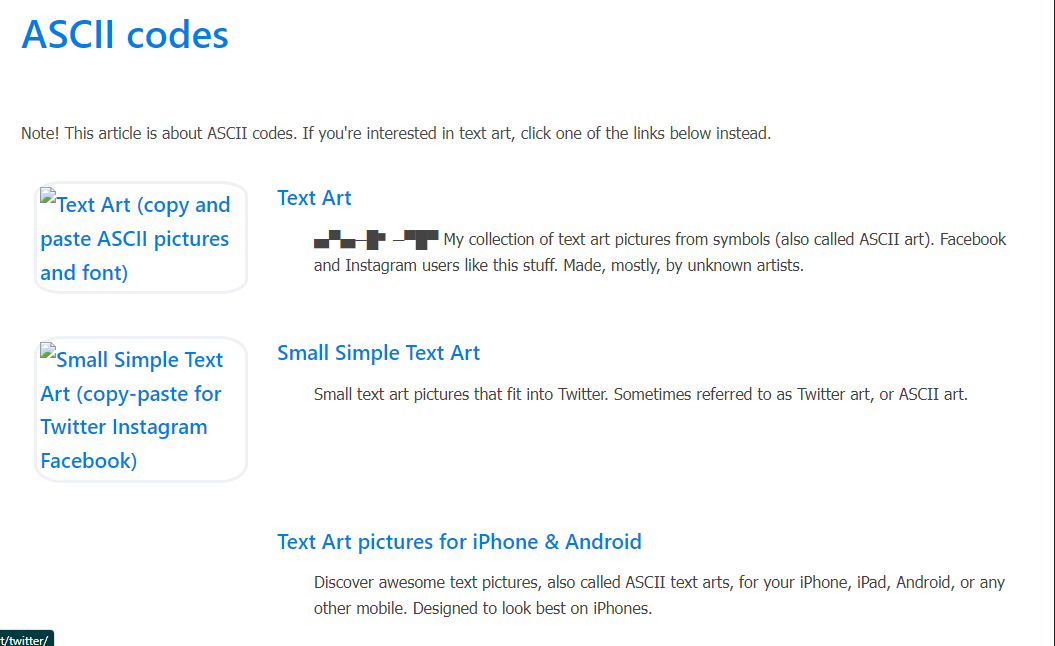 ASCII codes
Note! This article is about ASCII codes. If you're interested in text art, click one of the links below instead.
Text Art (copy and
paste ASCII pictures
and font)
Text Art
▄▀▄─█▀ ─▀█▀ My collection of text art pictures from symbols (also called ASCII art). Facebook
and Instagram users like this stuff. Made, mostly, by unknown artists.
Small Simple Text
Art (copy-paste for
Twitter Instagram
Facebook)
Small Simple Text Art
Small text art pictures that fit into Twitter. Sometimes referred to as Twitter art, or ASCII art.
Text Art pictures for iPhone & Android
Discover awesome text pictures, also called ASCII text arts, for your iPhone, iPad, Android, or any
other mobile. Designed to look best on iPhones.
t/twitter/